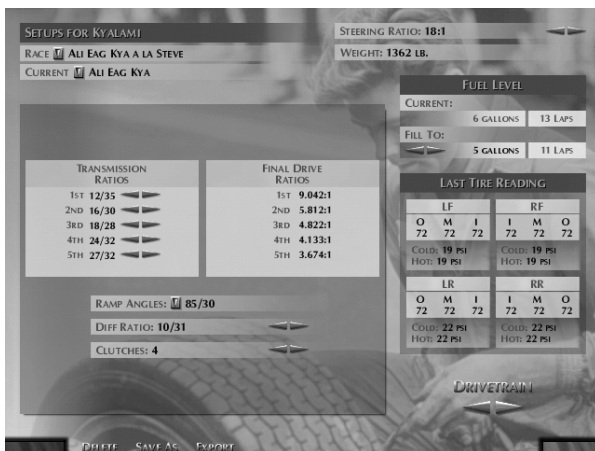 SETUPS FOR KYALAMI
RACE ALI EAG KYA A LA STEVE
CURRENT ALI EAG KYA
STEERING RATIO: 18:1
WEIGHT: 1362 LB.
FUEL LEVEL
CURRENT:
6 GALLONS 13 LAPS
FILL TO:
5 GALLONS 11 LAPS
TRANSMISSION
RATIOS
1ST 12/35
2ND 16/30
3RD 18/28
4TH 24/32
5TH 27/32
FINAL DRIVE
RATIOS
1ST 9.042:1
2ND 5.812:1
3RD 4.822:1
4TH 4.133:1
5TH 3.674:1
LAST TIRE READING
LF
O M I
72 72 72
COLD: 19 PSI
HOT: 19 PSI
RF
I M O
72 72 72
COLD: 19 PSI
HOT: 19 PSI
LR
O M I
72 72 72
COLD: 22 PSI
HOT: 22 PSI
RR
I M O
72 72 72
COLD: 22 PSI
HOT: 22 PSI
RAMP ANGLES: 85/30
DIFF RATIO: 10/31
CLUTCHES: 4
DRIVETRAIN
DELETE SAVE AS EXPORT